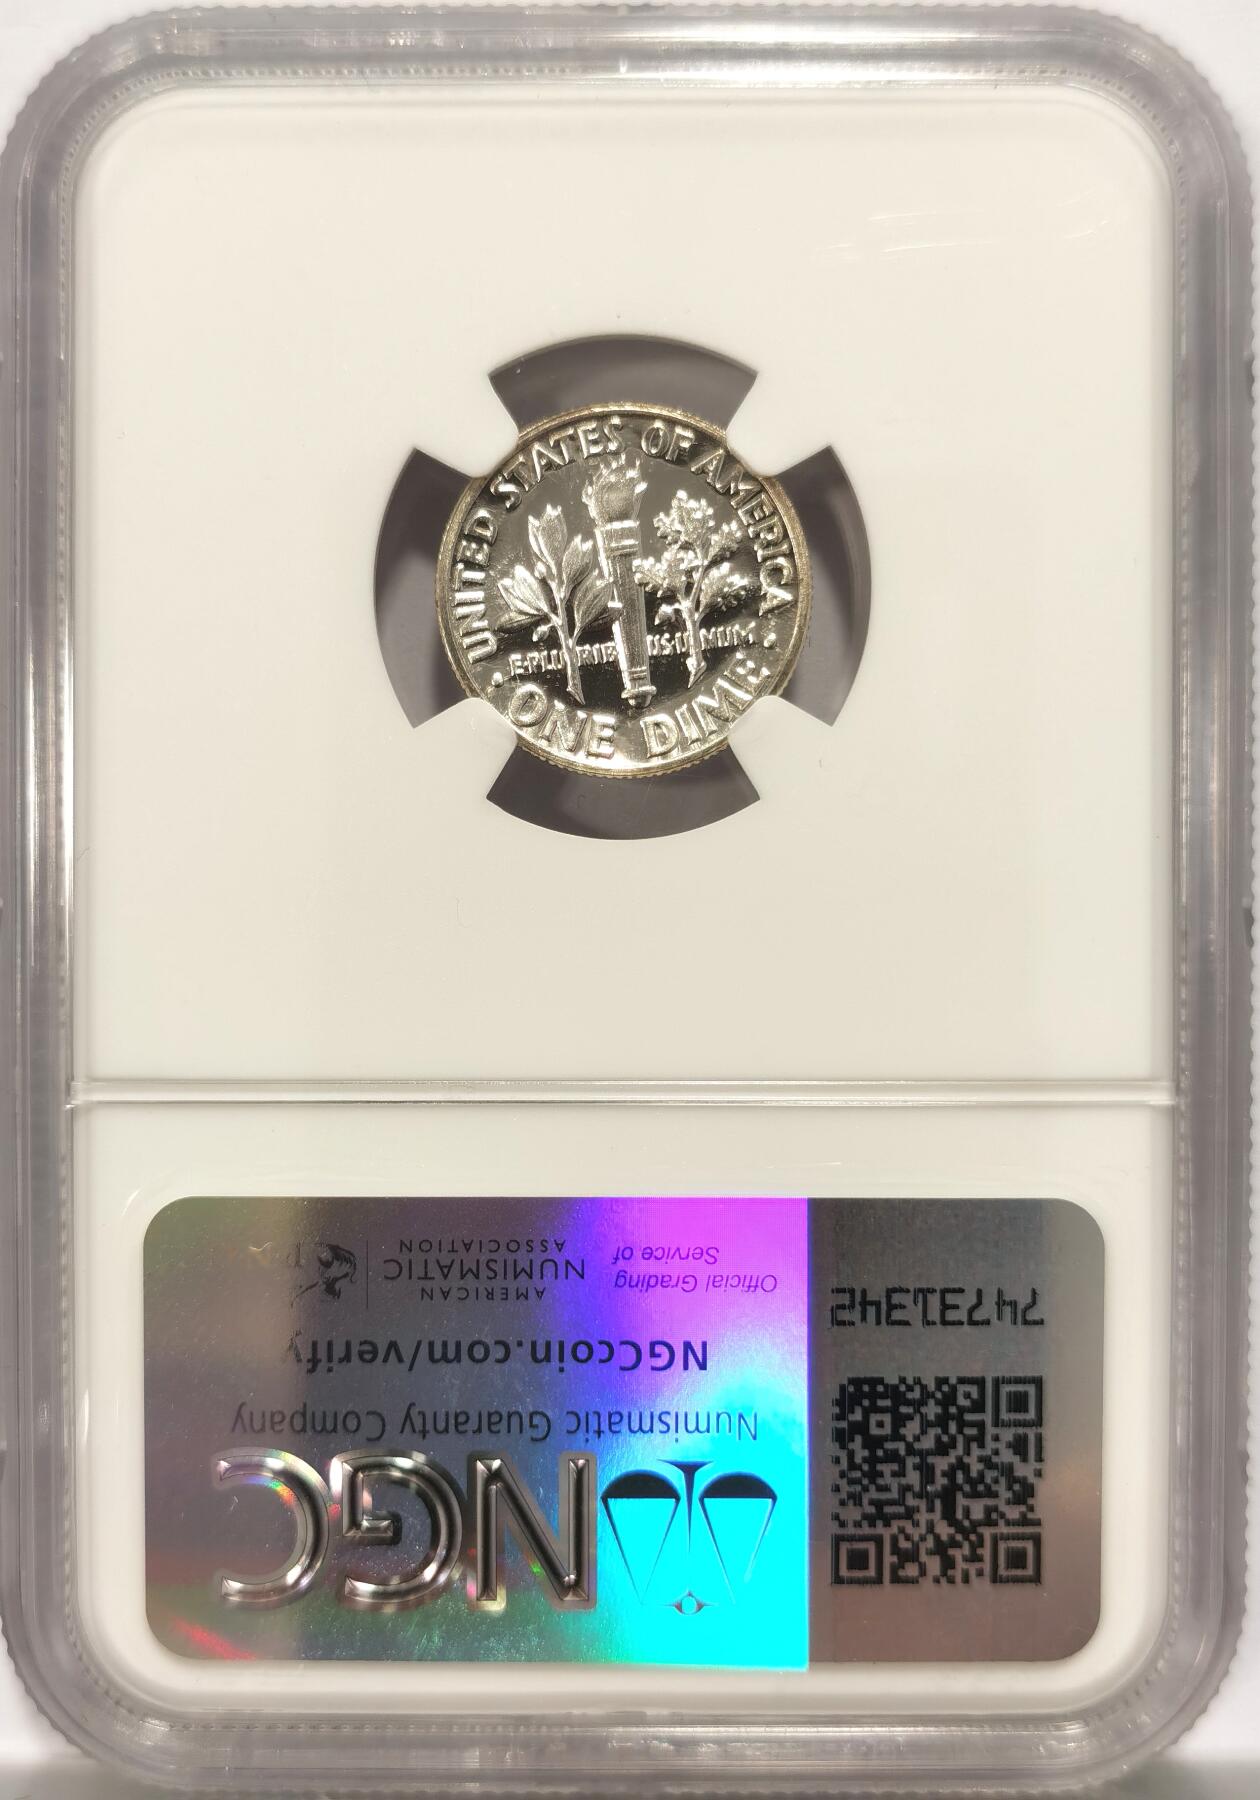 UNITED STATES OF AMERICA
E·PLURIBUS·UNUM
ONE DIME
NGC
Numismatic Guaranty Company
NGCcoin.com/verify
Official Grading
Service of
AMERICAN
NUMISMATIC
ASSOCIATION
74731342